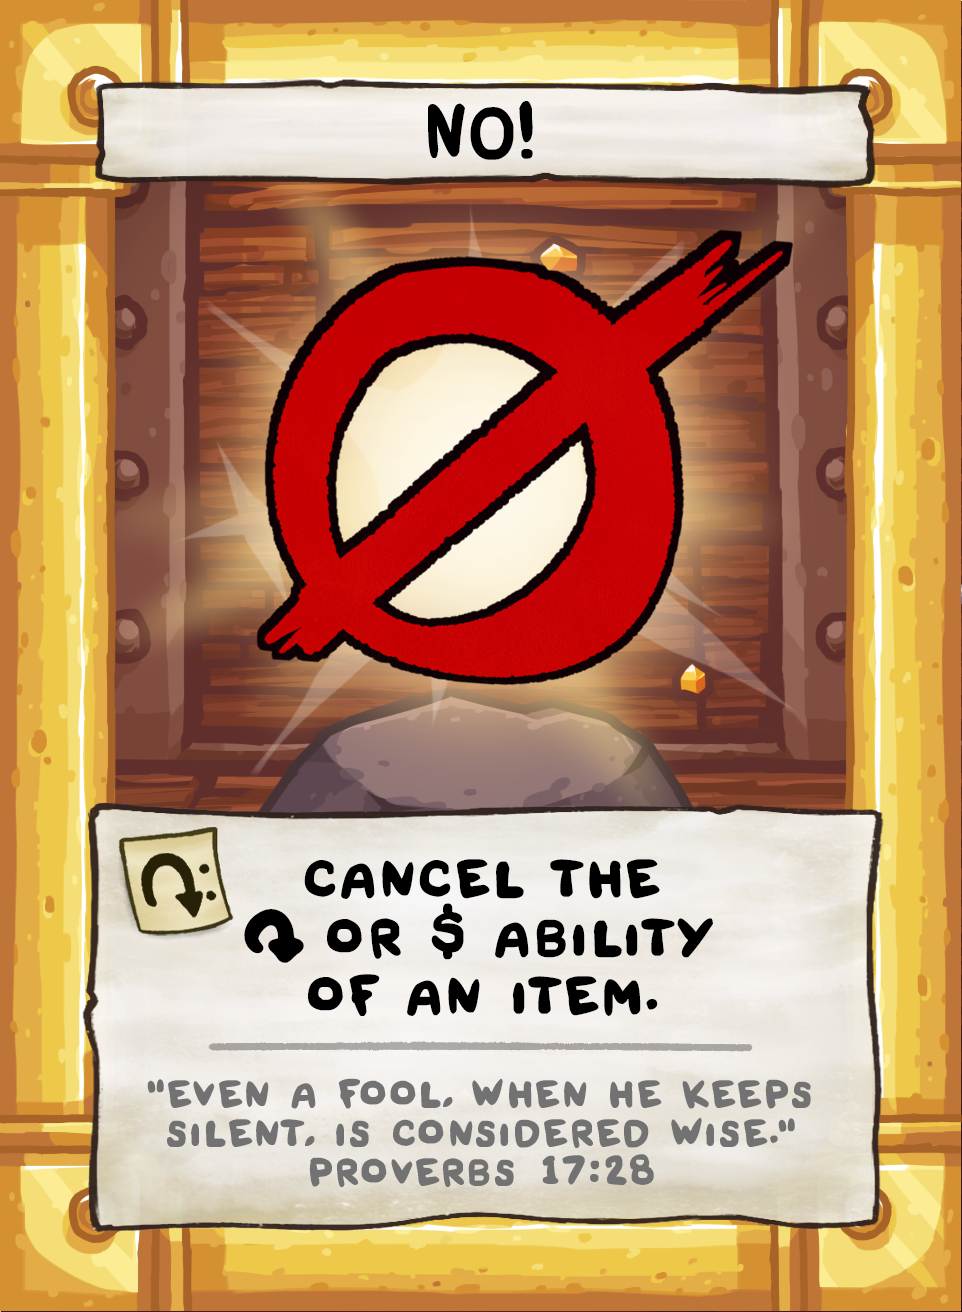 NO!
CANCEL THE
↷ OR $ ABILITY
OF AN ITEM.
"EVEN A FOOL, WHEN HE KEEPS
SILENT, IS CONSIDERED WISE."
PROVERBS 17:28